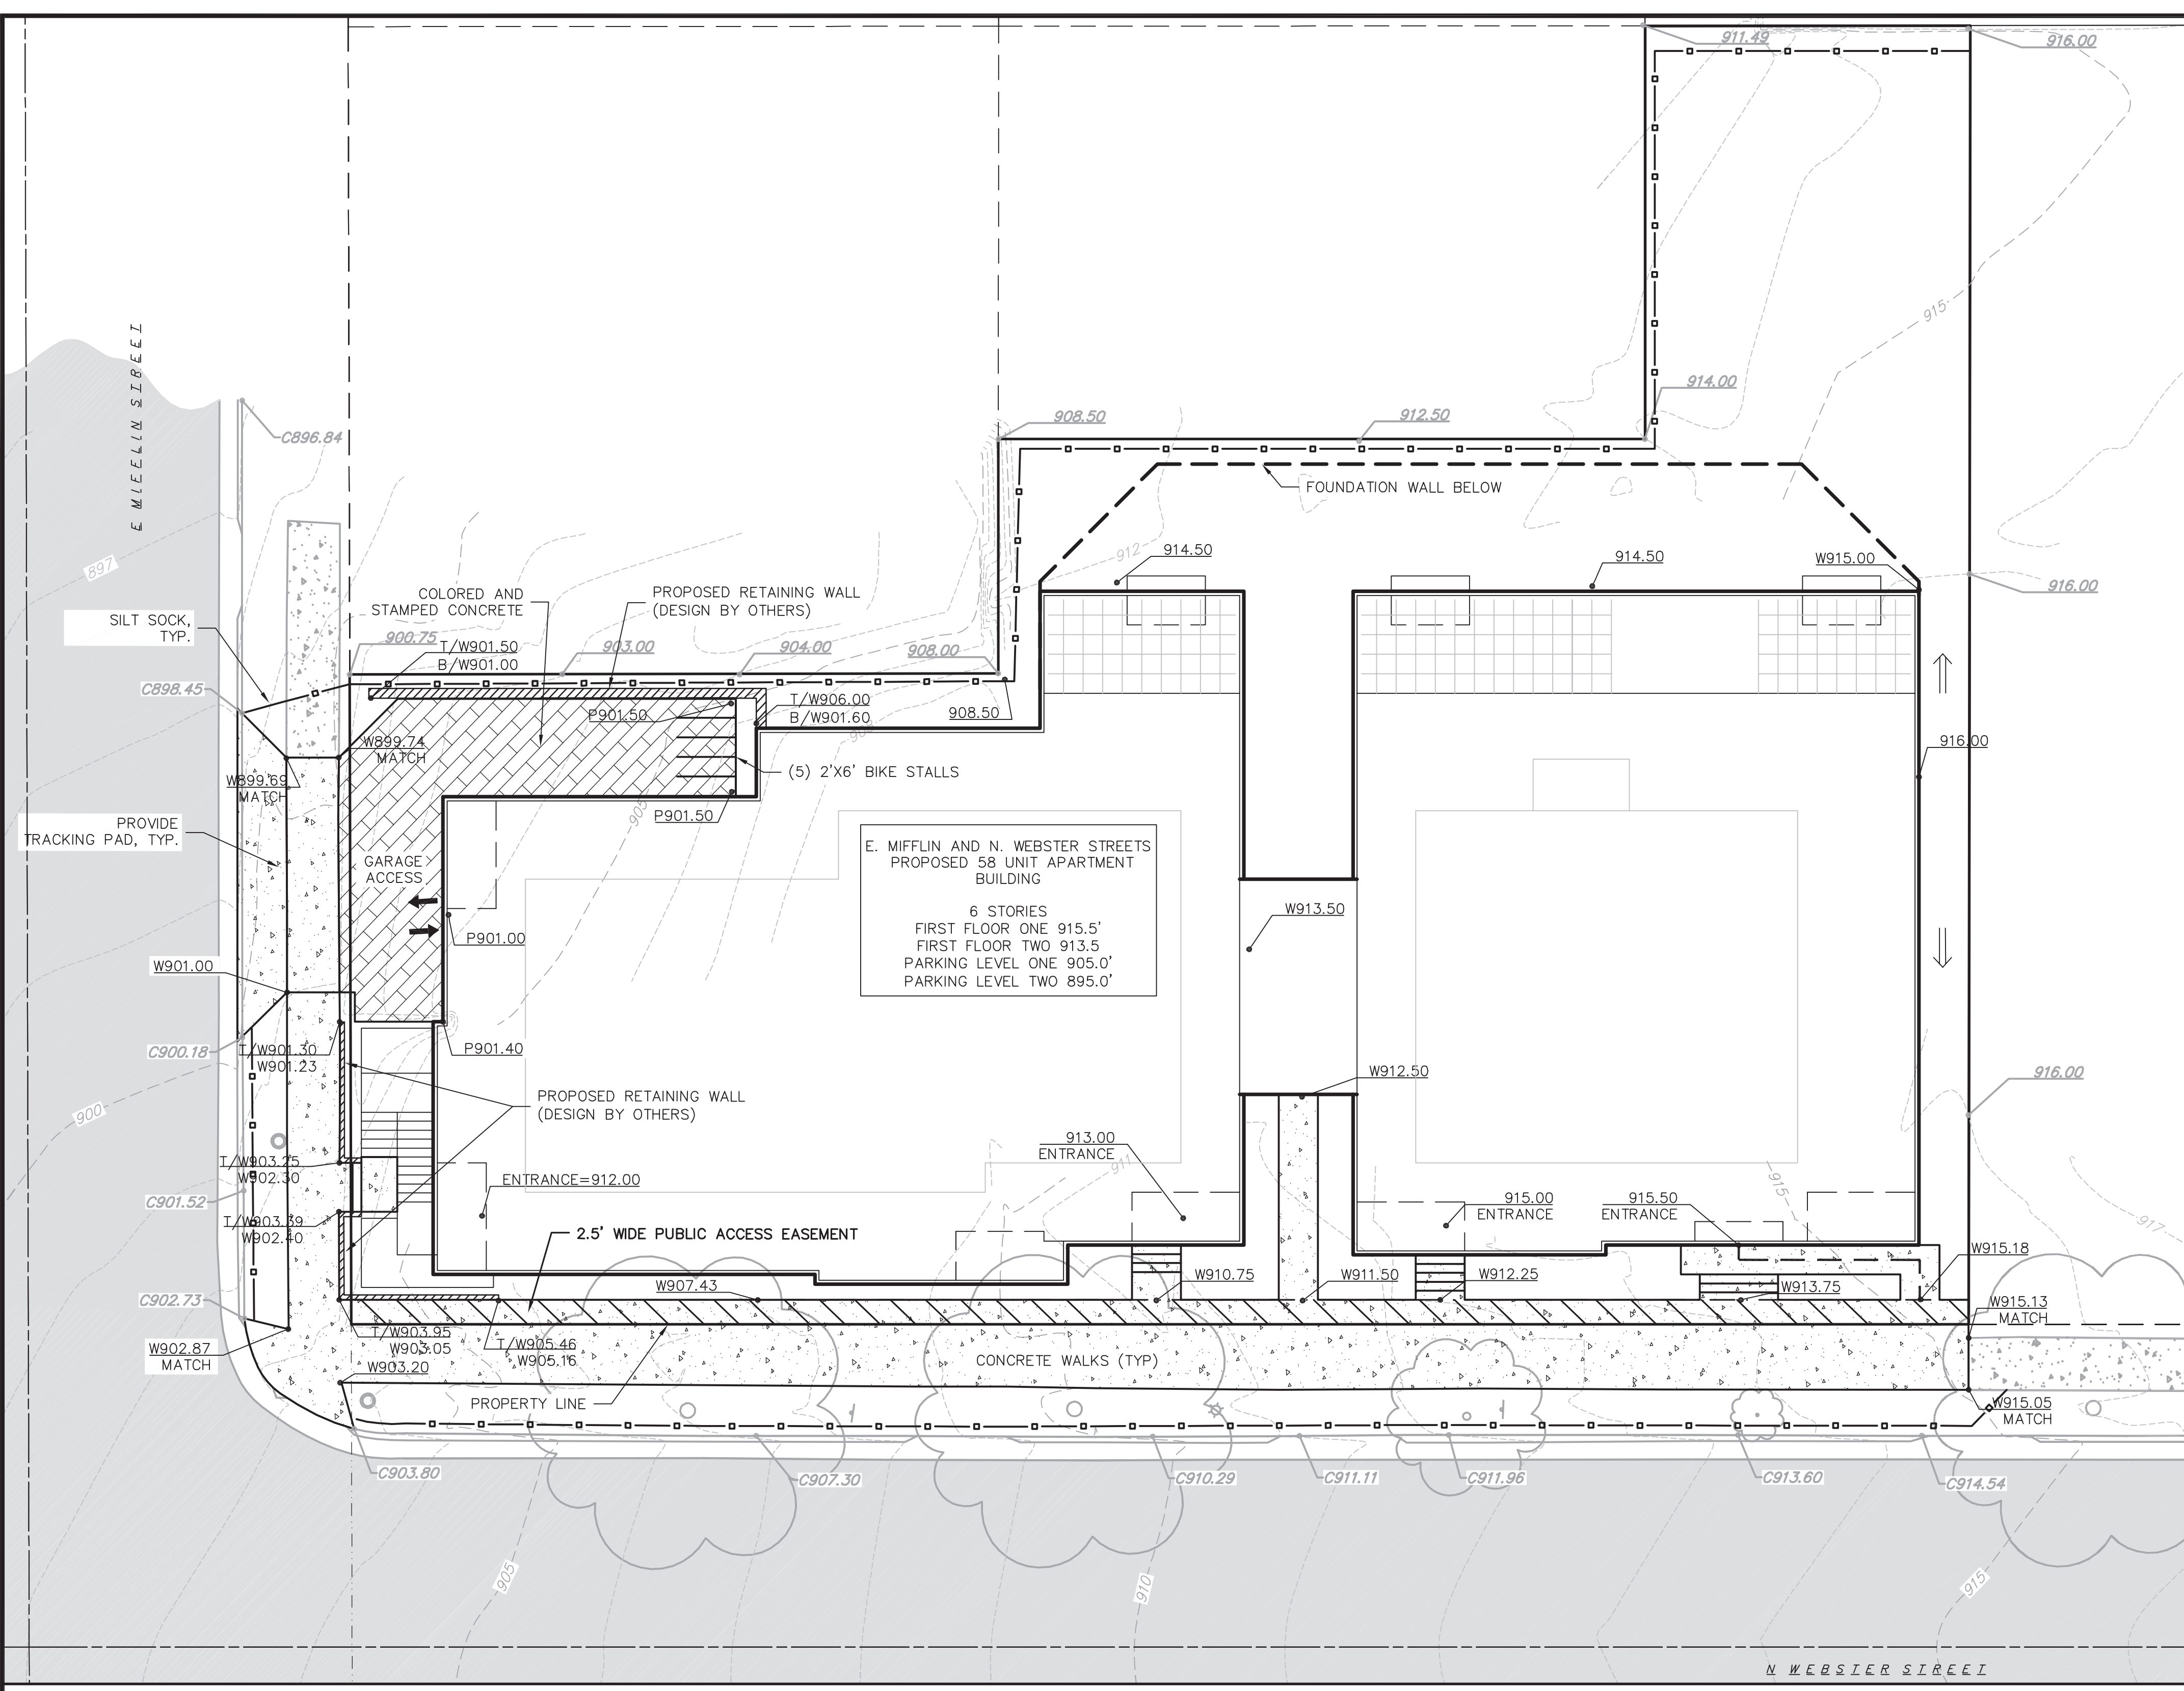 911.49
916.00
E MIFFLIN STREET
915
914.00
908.50
912.50
C896.84
FOUNDATION WALL BELOW
897
912
914.50
914.50
W915.00
916.00
COLORED AND
STAMPED CONCRETE
PROPOSED RETAINING WALL
(DESIGN BY OTHERS)
SILT SOCK,
TYP.
900.75
T/W901.50
B/W901.00
903.00
904.00
908.00
C898.45
P901.50
T/W906.00
B/W901.60
908.50
908
W899.74
MATCH
916.00
W899.69
MATCH
(5) 2'X6' BIKE STALLS
905
P901.50
PROVIDE
TRACKING PAD, TYP.
GARAGE
ACCESS
E. MIFFLIN AND N. WEBSTER STREETS
PROPOSED 58 UNIT APARTMENT
BUILDING
6 STORIES
FIRST FLOOR ONE 915.5'
FIRST FLOOR TWO 913.5
PARKING LEVEL ONE 905.0'
PARKING LEVEL TWO 895.0'
W913.50
P901.00
W901.00
C900.18
T/W901.30
W901.23
P901.40
W912.50
916.00
900
PROPOSED RETAINING WALL
(DESIGN BY OTHERS)
913.00
ENTRANCE
911
T/W903.25
W902.30
ENTRANCE=912.00
C901.52
915.00
ENTRANCE
915.50
ENTRANCE
915
917
T/W903.39
W902.40
2.5' WIDE PUBLIC ACCESS EASEMENT
W915.18
W907.43
W910.75
W911.50
W912.25
W913.75
C902.73
W915.13
MATCH
T/W903.95
W903.05
T/W905.46
W905.16
W902.87
MATCH
W903.20
CONCRETE WALKS (TYP)
PROPERTY LINE
W915.05
MATCH
C903.80
C907.30
C910.29
C911.11
C911.96
C913.60
C914.54
905
910
915
N WEBSTER STREET